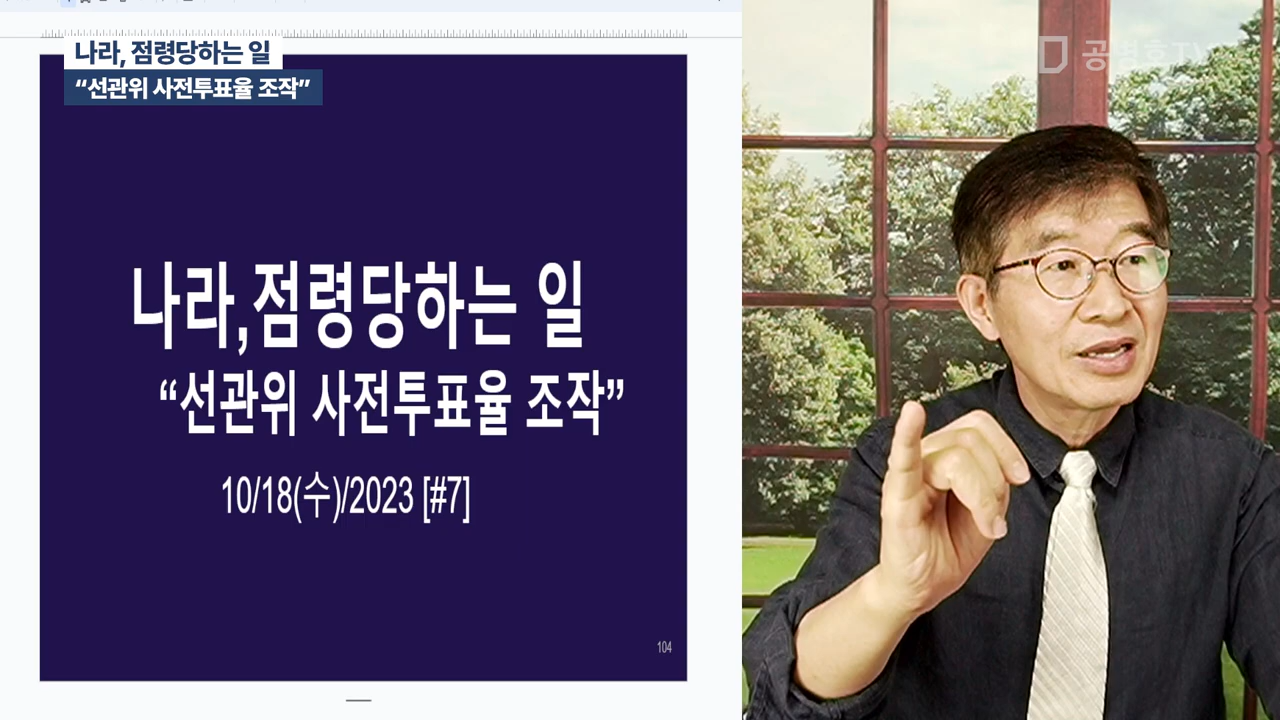 나라, 점령당하는 일
“선관위 사전투표율 조작”
공병호TV
나라,점령당하는 일
“선관위 사전투표율 조작”
10/18(수)/2023 [#7]
104